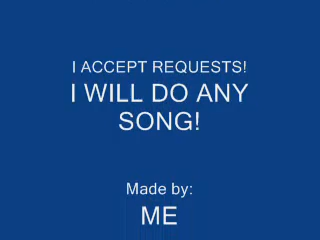 I ACCEPT REQUESTS!
I WILL DO ANY
SONG!
Made by:
ME